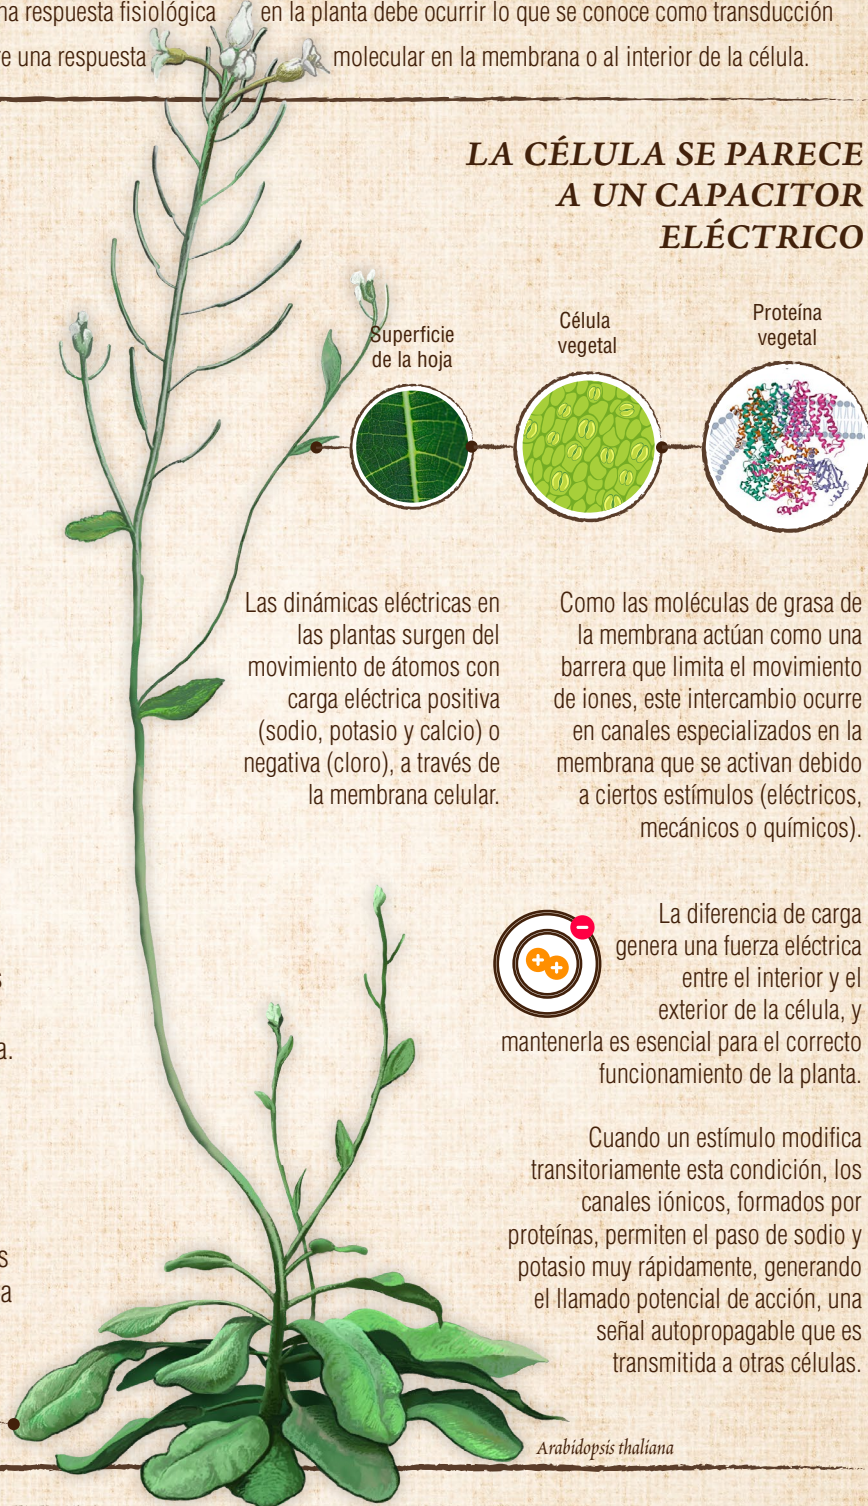 na respuesta fisiológica en la planta debe ocurrir lo que se conoce como transducción
e una respuesta molecular en la membrana o al interior de la célula.
LA CÉLULA SE PARECE
A UN CAPACITOR
ELÉCTRICO
Superficie
de la hoja
Célula
vegetal
Proteína
vegetal
Las dinámicas eléctricas en
las plantas surgen del
movimiento de átomos con
carga eléctrica positiva
(sodio, potasio y calcio) o
negativa (cloro), a través de
la membrana celular.
Como las moléculas de grasa de
la membrana actúan como una
barrera que limita el movimiento
de iones, este intercambio ocurre
en canales especializados en la
membrana que se activan debido
a ciertos estímulos (eléctricos,
mecánicos o químicos).
La diferencia de carga
genera una fuerza eléctrica
entre el interior y el
exterior de la célula, y
mantenerla es esencial para el correcto
funcionamiento de la planta.
Cuando un estímulo modifica
transitoriamente esta condición, los
canales iónicos, formados por
proteínas, permiten el paso de sodio y
potasio muy rápidamente, generando
el llamado potencial de acción, una
señal autopropagable que es
transmitida a otras células.
s
a.
s
a
Arabidopsis thaliana